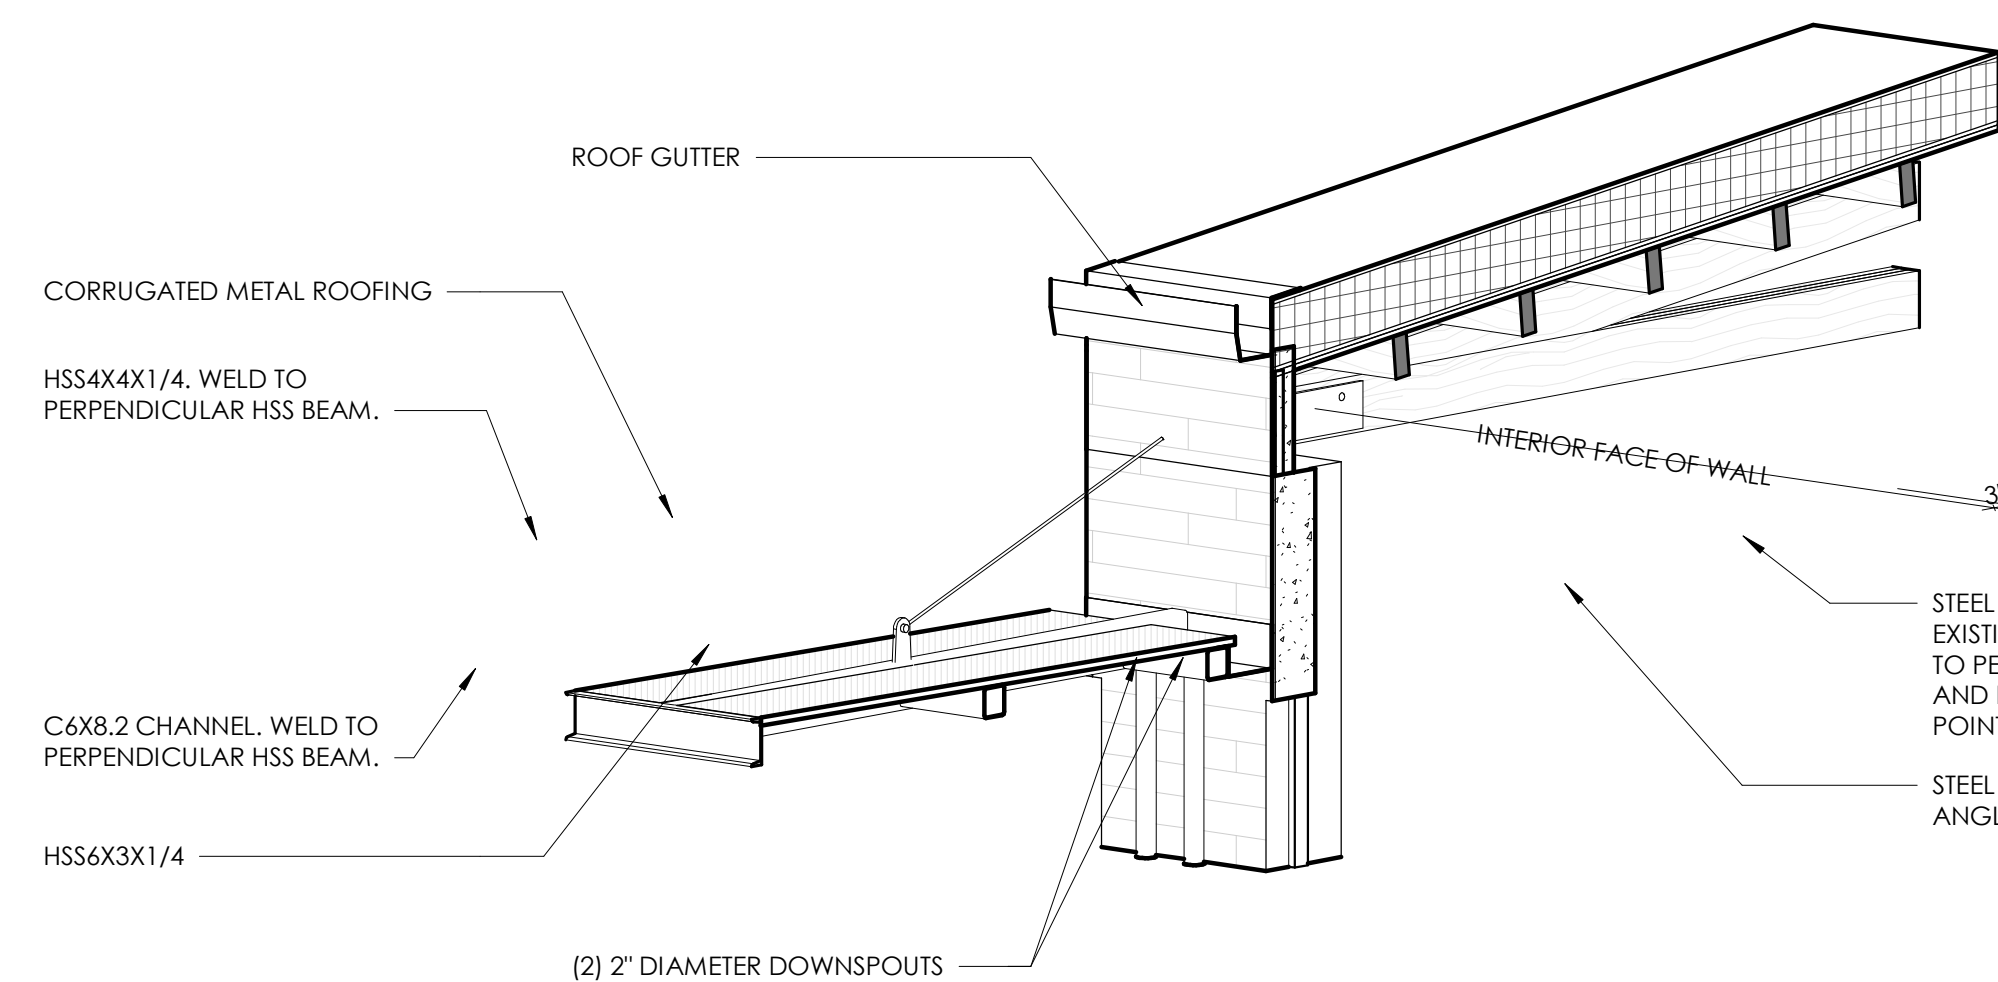 ROOF GUTTER
CORRUGATED METAL ROOFING
HSS4X4X1/4. WELD TO
PERPENDICULAR HSS BEAM.
INTERIOR FACE OF WALL
STEEL
EXISTI
TO PE
AND
POINT
C6X8.2 CHANNEL. WELD TO
PERPENDICULAR HSS BEAM.
STEEL
ANGL
HSS6X3X1/4
(2) 2" DIAMETER DOWNSPOUTS